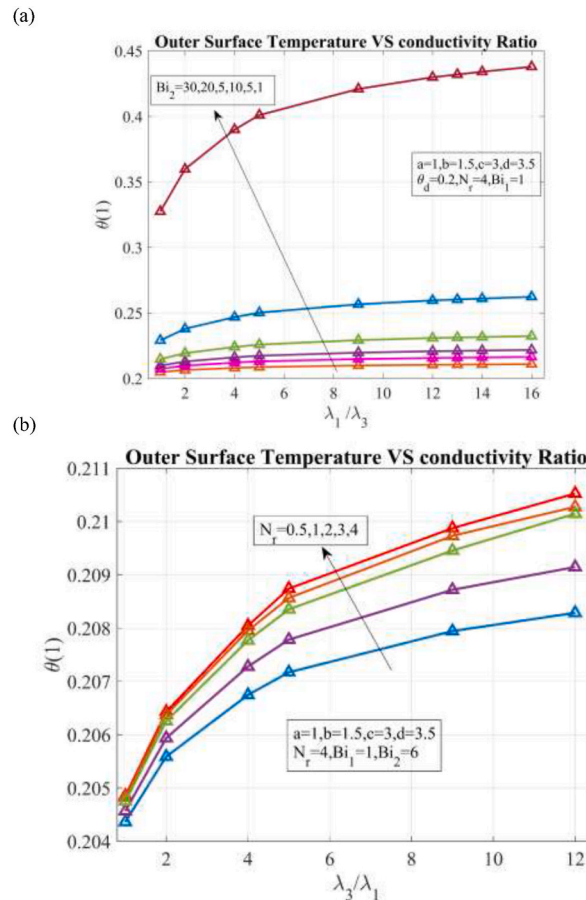 (a)
Outer Surface Temperature VS conductivity Ratio
0.45
Bi₂=30,20,5,10,5,1
0.4
a=1,b=1.5,c=3,d=3.5
θd=0.2,Nr=4,Bi₁=1
0.35
θ(1)
0.3
0.25
0.2
2 4 6 8 10 12 14 16
λ₁ /λ₃
(b)
Outer Surface Temperature VS conductivity Ratio
0.211
Nr=0.5,1,2,3,4
0.21
0.209
0.208
θ(1)
0.207
0.206
a=1,b=1.5,c=3,d=3.5
Nr=4,Bi₁=1,Bi₂=6
0.205
0.204
2 4 6 8 10 12
λ₃/λ₁